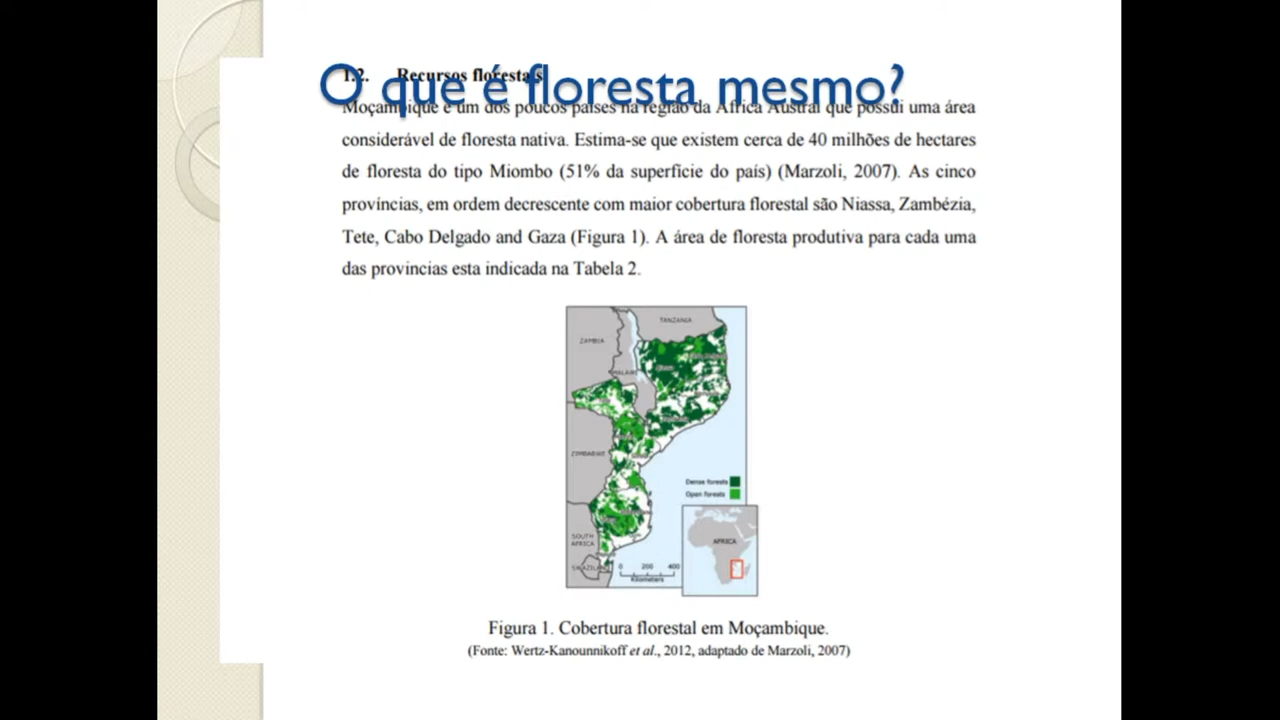 O que é floresta mesmo?
1.2. Recursos florestais
Moçambique é um dos poucos países na região da África Austral que possui uma área
considerável de floresta nativa. Estima-se que existem cerca de 40 milhões de hectares
de floresta do tipo Miombo (51% da superfície do país) (Marzoli, 2007). As cinco
províncias, em ordem decrescente com maior cobertura florestal são Niassa, Zambézia,
Tete, Cabo Delgado and Gaza (Figura 1). A área de floresta produtiva para cada uma
das provincias esta indicada na Tabela 2.
TANZANIA
ZAMBIA
MALAWI
ZIMBABWE
Dense forests
Open forests
SOUTH
AFRICA
AFRICA
SWAZILAND
0 200 400
Kilometers
Figura 1. Cobertura florestal em Moçambique.
(Fonte: Wertz-Kanounnikoff et al., 2012, adaptado de Marzoli, 2007)